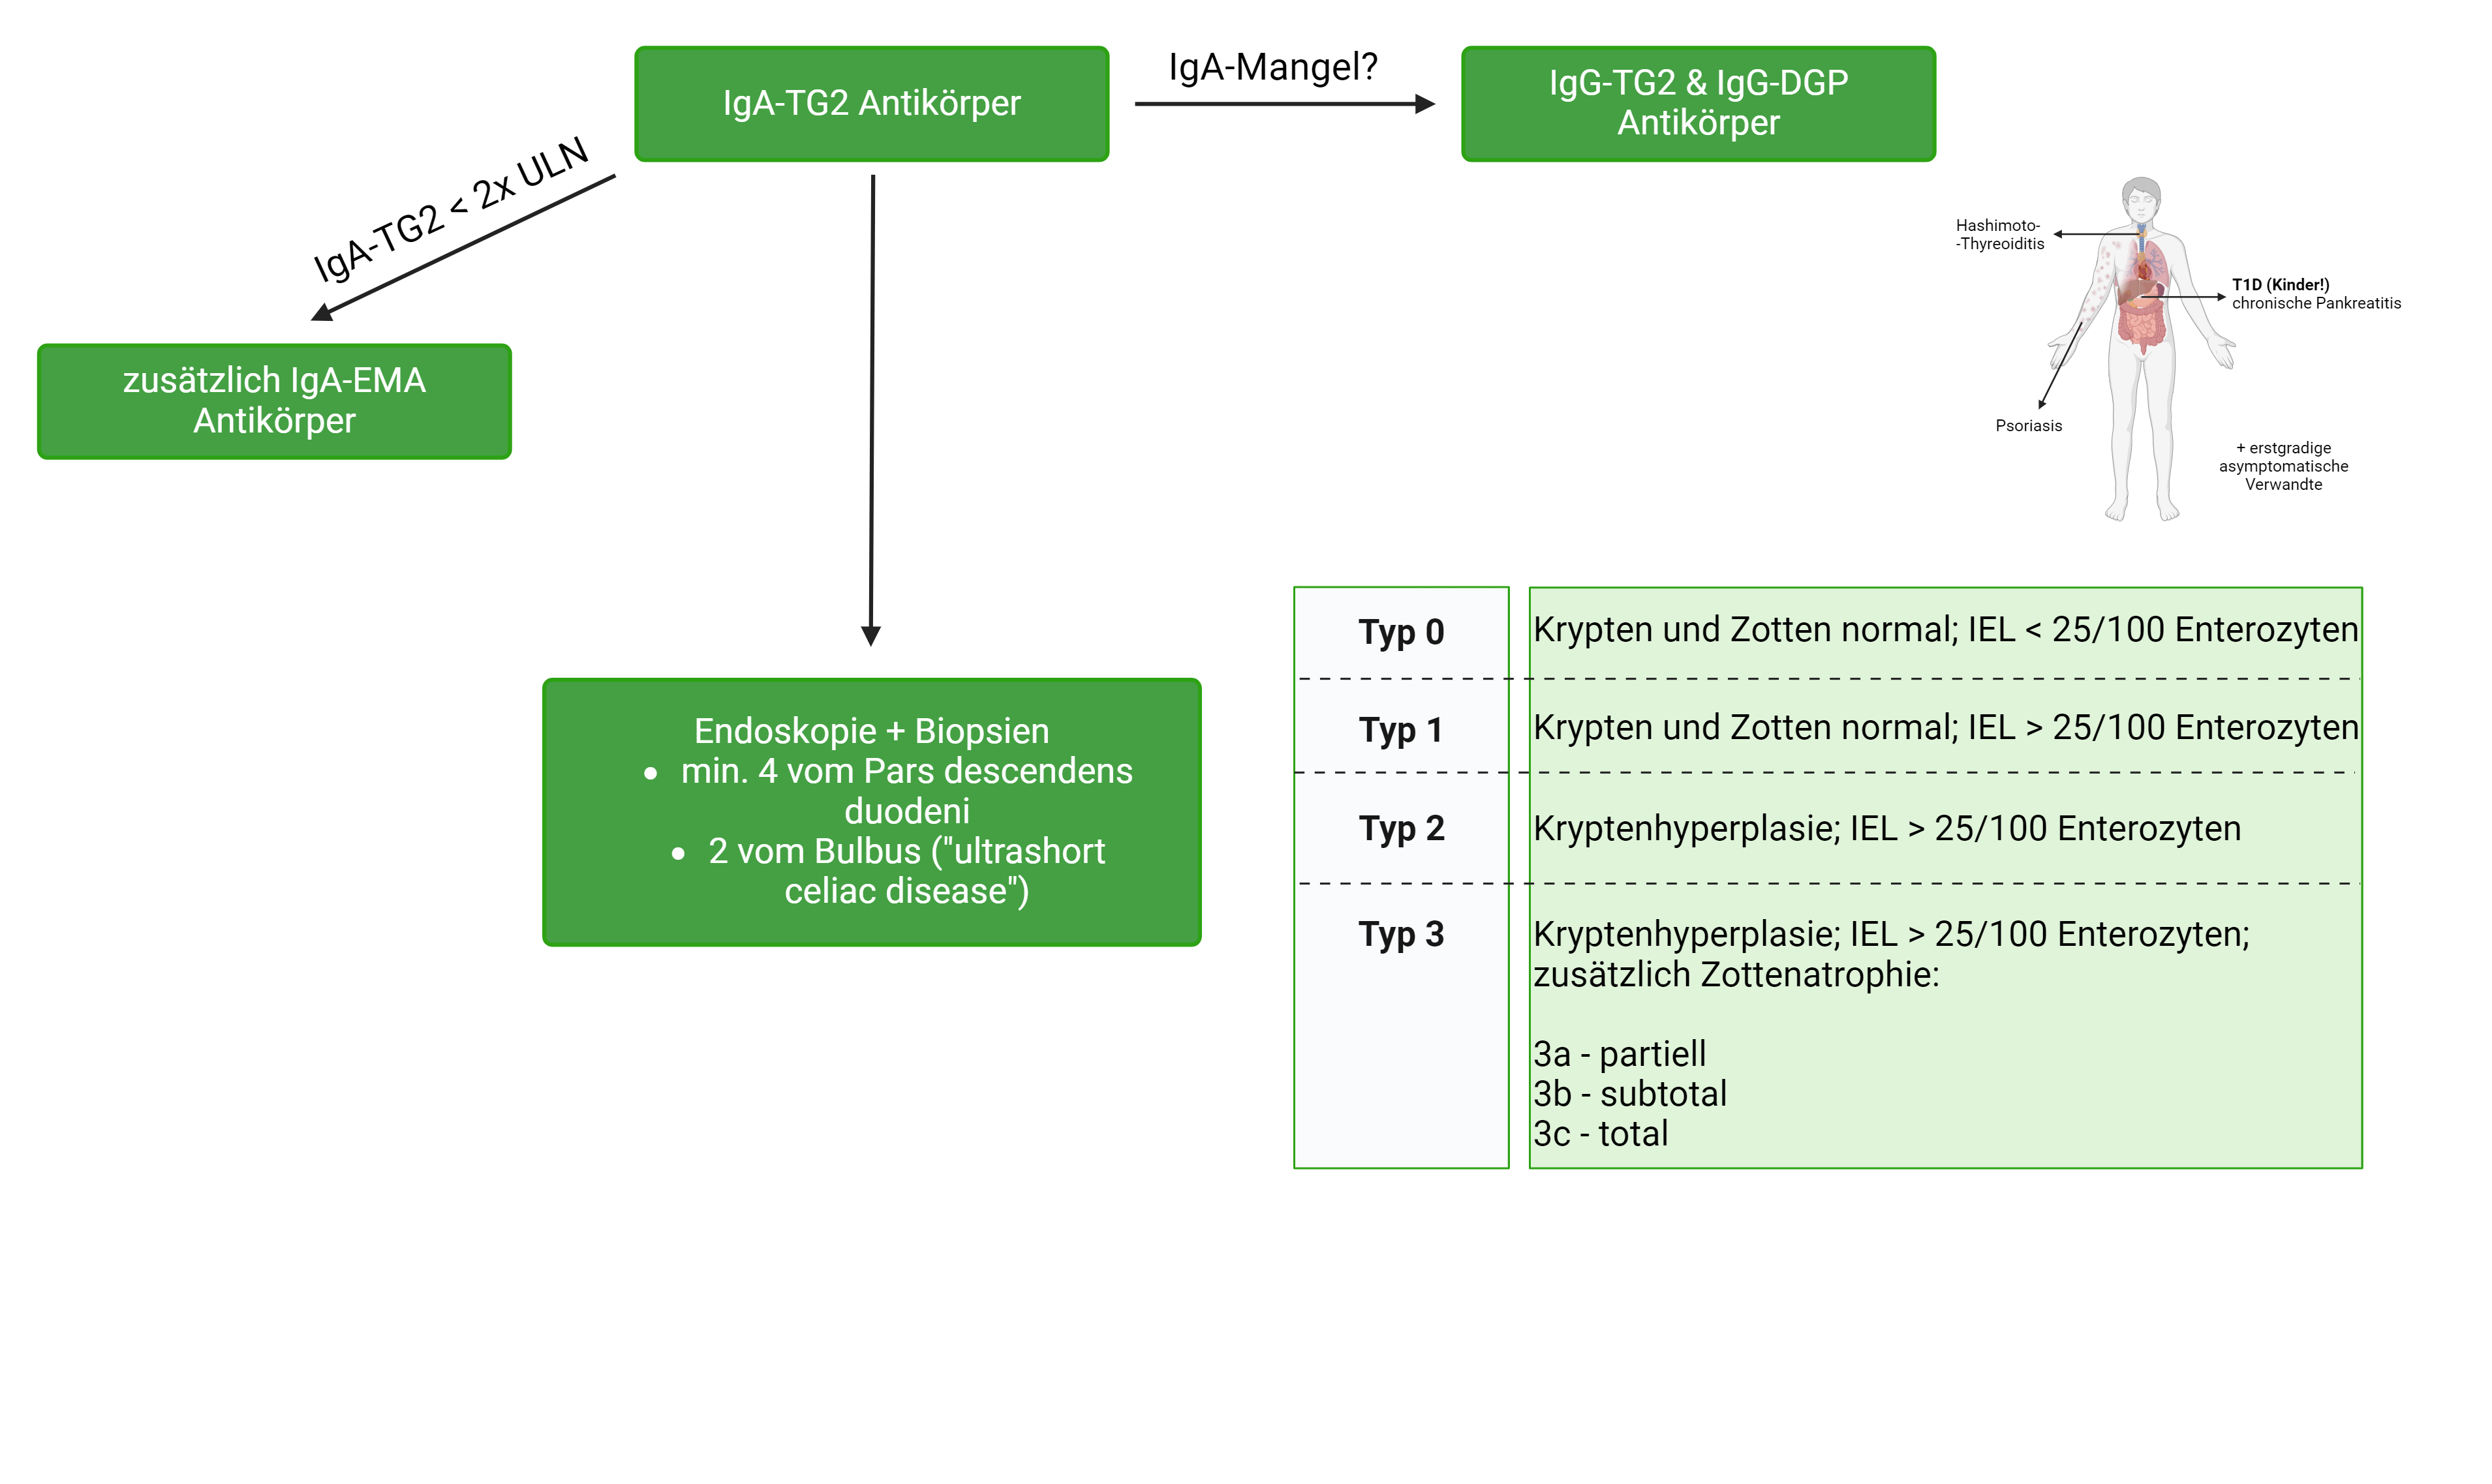 IgA-TG2 Antikörper
IgA-Mangel?
IgG-TG2 & IgG-DGP
Antikörper
IgA-TG2 < 2x ULN
zusätzlich IgA-EMA
Antikörper
Hashimoto-
-Thyreoiditis
T1D (Kinder!)
chronische Pankreatitis
Psoriasis
+ erstgradige
asymptomatische
Verwandte
Endoskopie + Biopsien
• min. 4 vom Pars descendens
duodeni
• 2 vom Bulbus ("ultrashort
celiac disease")
Typ 0
Krypten und Zotten normal; IEL < 25/100 Enterozyten
Typ 1
Krypten und Zotten normal; IEL > 25/100 Enterozyten
Typ 2
Kryptenhyperplasie; IEL > 25/100 Enterozyten
Typ 3
Kryptenhyperplasie; IEL > 25/100 Enterozyten;
zusätzlich Zottenatrophie:
3a - partiell
3b - subtotal
3c - total